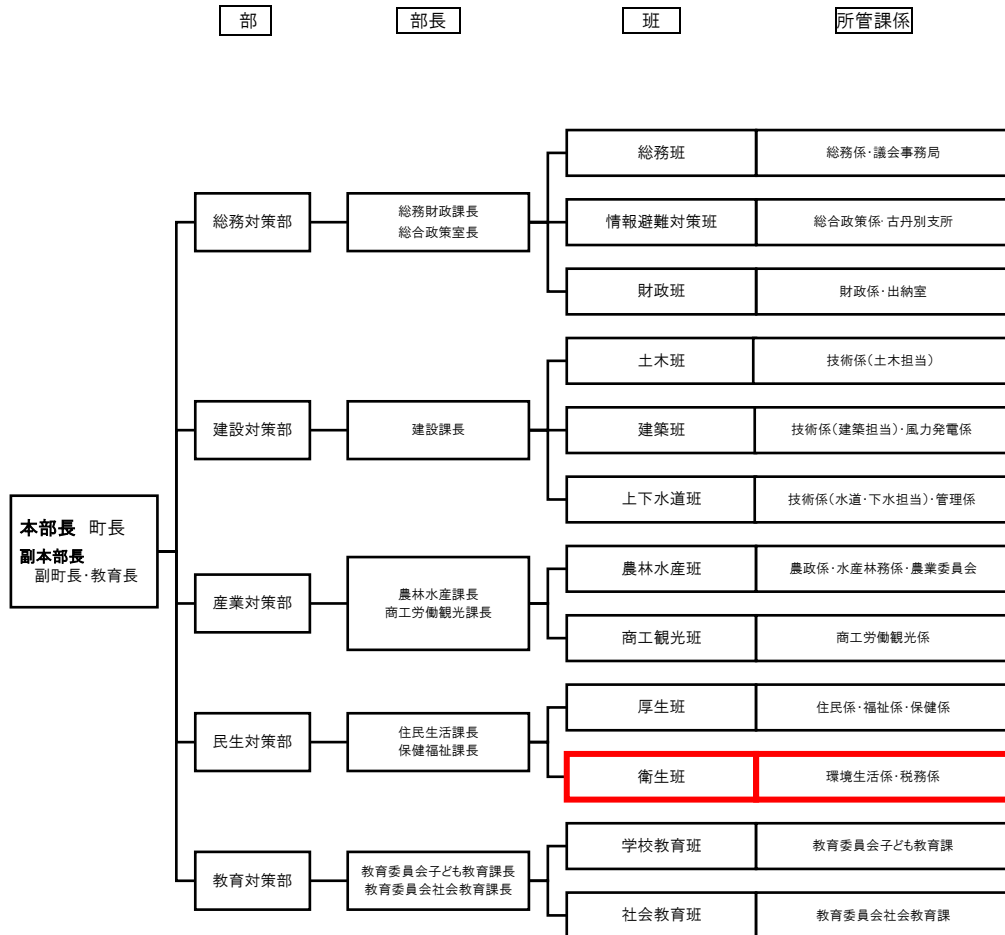 部
部長
班
所管課係
総務班
総務係・議会事務局
総務対策部
総務財政課長
総合政策室長
情報避難対策班
総合政策係・古丹別支所
財政班
財政係・出納室
土木班
技術係(土木担当)
建設対策部
建設課長
建築班
技術係(建築担当)・風力発電係
上下水道班
技術係(水道・下水担当)・管理係
本部長 町長
副本部長
副町長・教育長
農林水産班
農政係・水産林務係・農業委員会
産業対策部
農林水産課長
商工労働観光課長
商工観光班
商工労働観光係
厚生班
住民係・福祉係・保健係
民生対策部
住民生活課長
保健福祉課長
衛生班
環境生活係・税務係
学校教育班
教育委員会子ども教育課
教育対策部
教育委員会子ども教育課長
教育委員会社会教育課長
社会教育班
教育委員会社会教育課